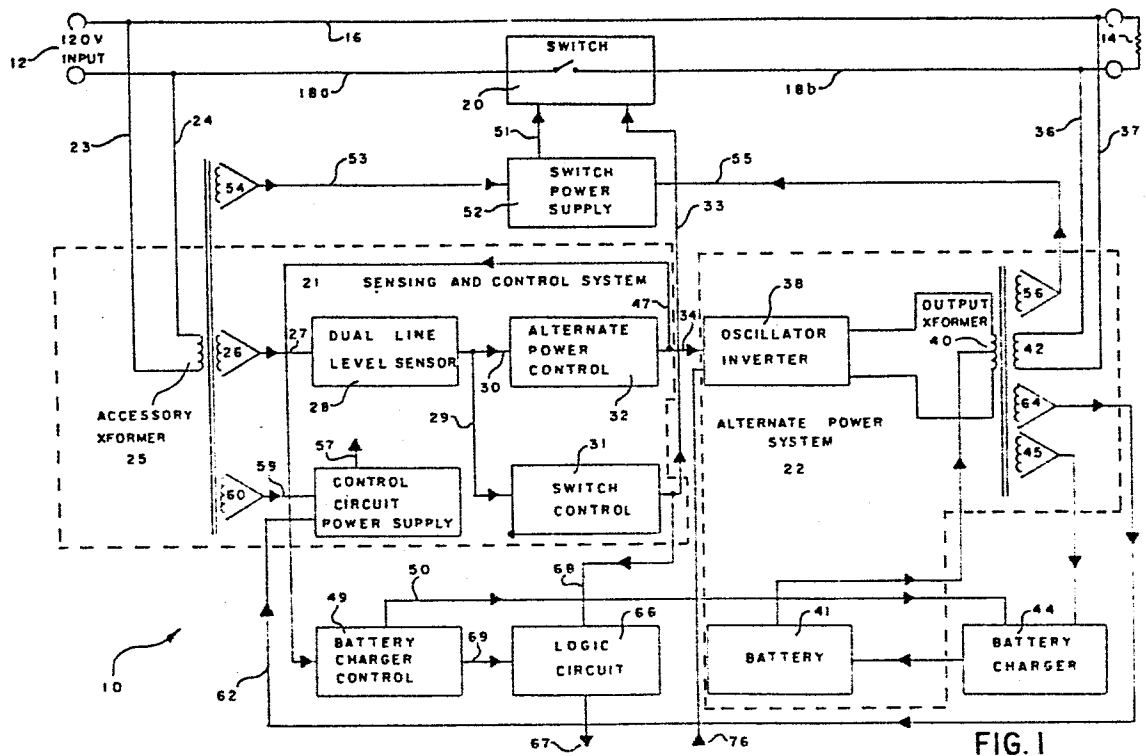 12
120V
INPUT
16
SWITCH
20
14
18a
18b
23
24
51
36
37
54
53
SWITCH
POWER
SUPPLY
52
55
33
21 SENSING AND CONTROL SYSTEM
47
34
38
OSCILLATOR
INVERTER
OUTPUT
XFORMER
40
56
42
26
27
DUAL LINE
LEVEL SENSOR
28
30
ALTERNATE
POWER
CONTROL
32
ACCESSORY
XFORMER
25
29
64
45
ALTERNATE POWER
SYSTEM 22
57
31
SWITCH
CONTROL
60
59
CONTROL
CIRCUIT
POWER SUPPLY
50
68
49
BATTERY
CHARGER
CONTROL
69
66
LOGIC
CIRCUIT
41
BATTERY
44
BATTERY
CHARGER
10
62
67
76
FIG. 1